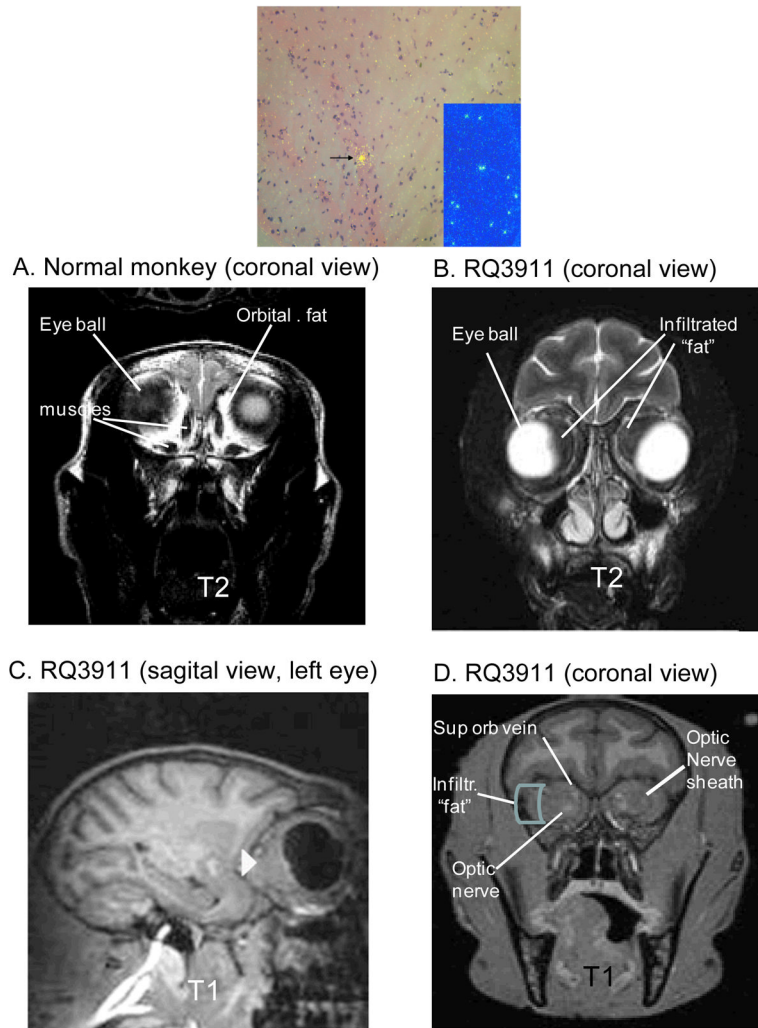 A. Normal monkey (coronal view)
B. RQ3911 (coronal view)
Eye ball
Orbital . fat
muscles
T2
Eye ball
Infiltrated
“fat”
T2
C. RQ3911 (sagital view, left eye)
D. RQ3911 (coronal view)
T1
Sup orb vein
Optic
Nerve
sheath
Infiltr.
“fat”
Optic
nerve
T1